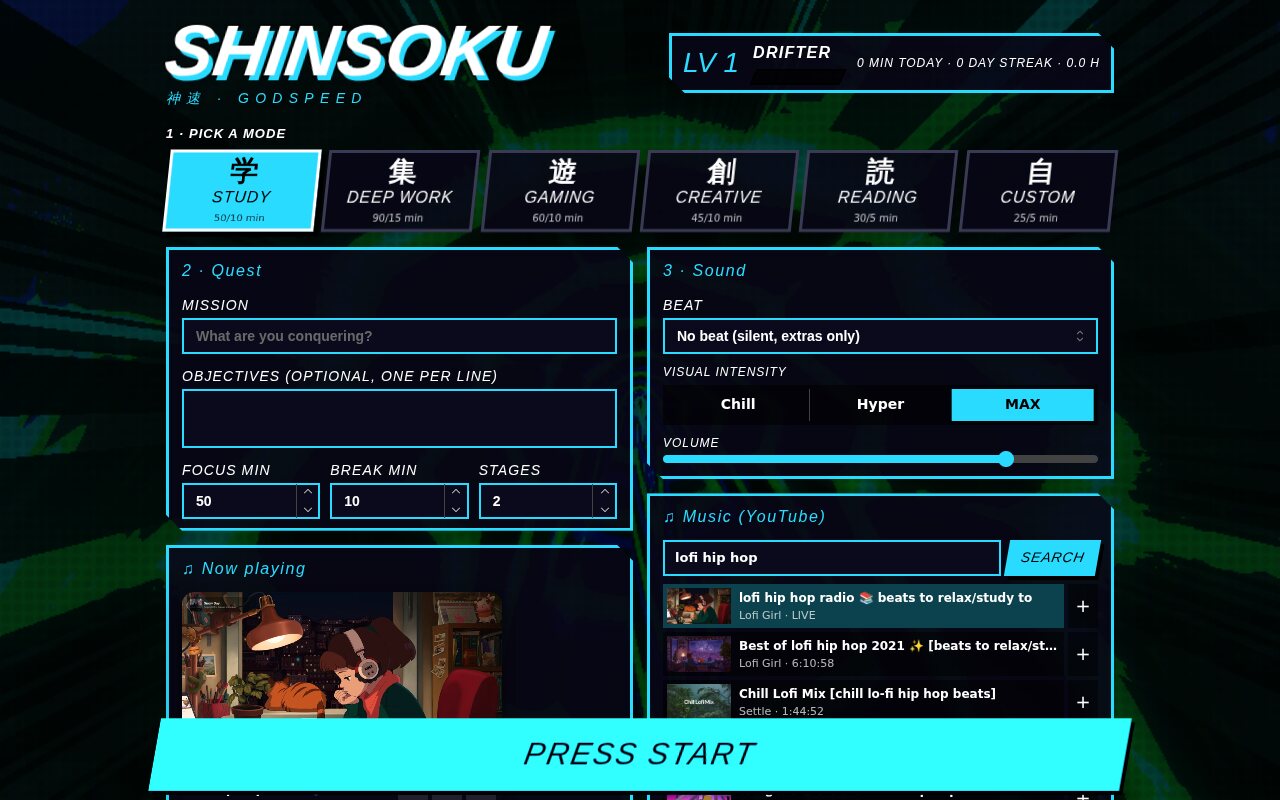 SHINSOKU
神速 · GODSPEED
LV 1
DRIFTER
0 MIN TODAY · 0 DAY STREAK · 0.0 H
1 · PICK A MODE
学
STUDY
50/10 min
集
DEEP WORK
90/15 min
遊
GAMING
60/10 min
創
CREATIVE
45/10 min
読
READING
30/5 min
自
CUSTOM
25/5 min
2 · Quest
MISSION
What are you conquering?
OBJECTIVES (OPTIONAL, ONE PER LINE)
FOCUS MIN
BREAK MIN
STAGES
50
10
2
♫ Now playing
3 · Sound
BEAT
No beat (silent, extras only)
VISUAL INTENSITY
Chill
Hyper
MAX
VOLUME
♫ Music (YouTube)
lofi hip hop
SEARCH
lofi hip hop radio 📚 beats to relax/study to
Lofi Girl · LIVE
+
Best of lofi hip hop 2021 ✨ [beats to relax/st…
Lofi Girl · 6:10:58
+
Chill Lofi Mix [chill lo-fi hip hop beats]
Settle · 1:44:52
+
PRESS START